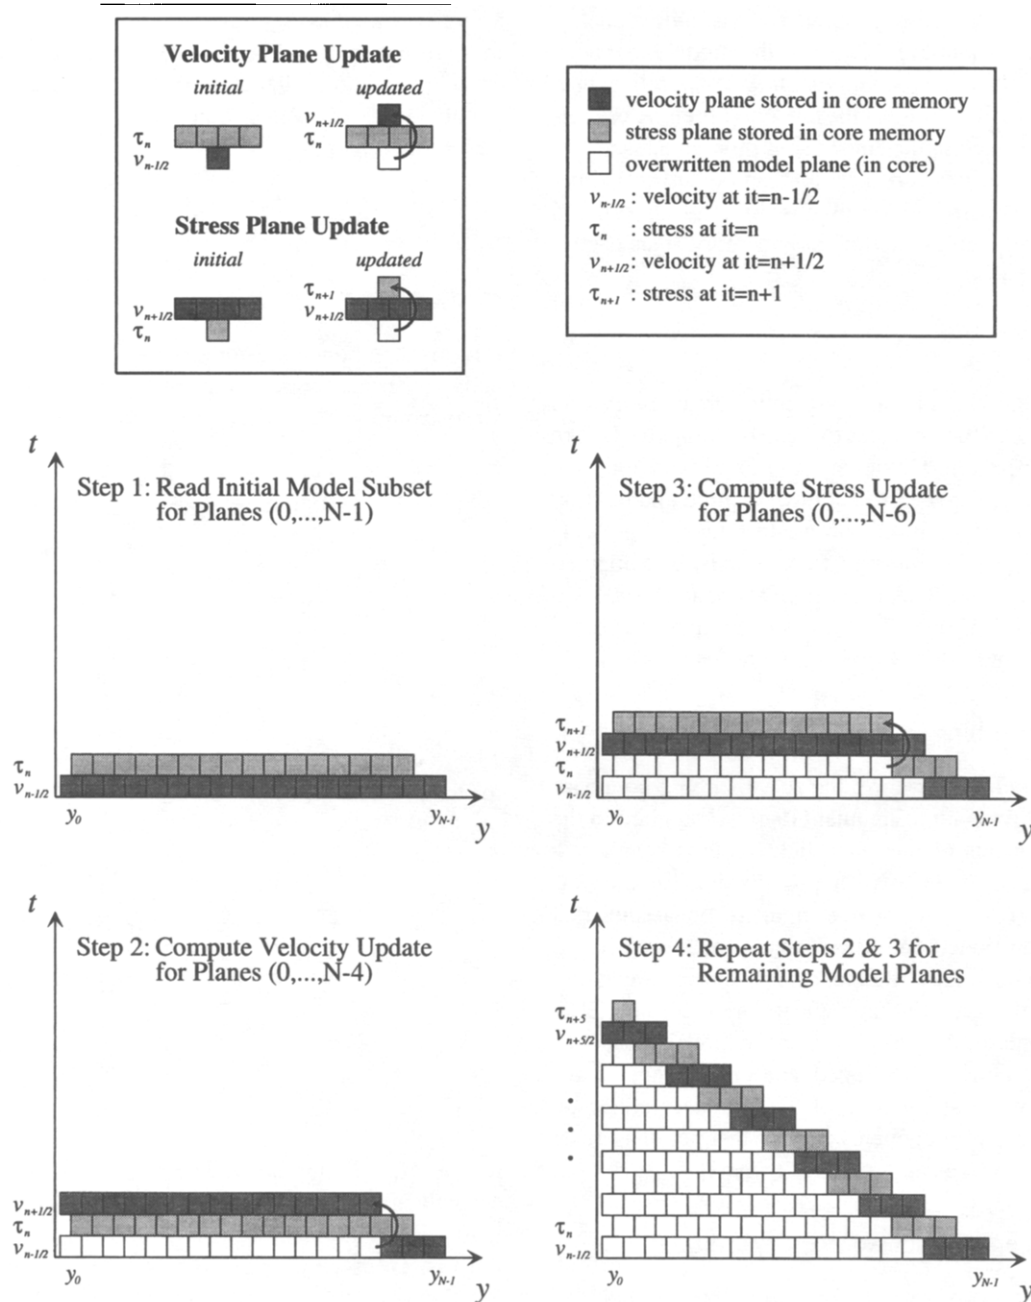 Velocity Plane Update
initial updated
τn
vn-1/2
vn+1/2
τn
Stress Plane Update
initial updated
vn+1/2
τn
τn+1
vn+1/2
velocity plane stored in core memory
stress plane stored in core memory
overwritten model plane (in core)
vn-1/2 : velocity at it=n-1/2
τn : stress at it=n
vn+1/2: velocity at it=n+1/2
τn+1 : stress at it=n+1
t
Step 1: Read Initial Model Subset
for Planes (0,...,N-1)
τn
vn-1/2
y0 yN-1 y
t
Step 3: Compute Stress Update
for Planes (0,...,N-6)
τn+1
vn+1/2
τn
vn-1/2
y0 yN-1 y
t
Step 2: Compute Velocity Update
for Planes (0,...,N-4)
vn+1/2
τn
vn-1/2
y0 yN-1 y
t
Step 4: Repeat Steps 2 & 3 for
Remaining Model Planes
τn+5
vn+5/2
τn
vn-1/2
y0 yN-1 y